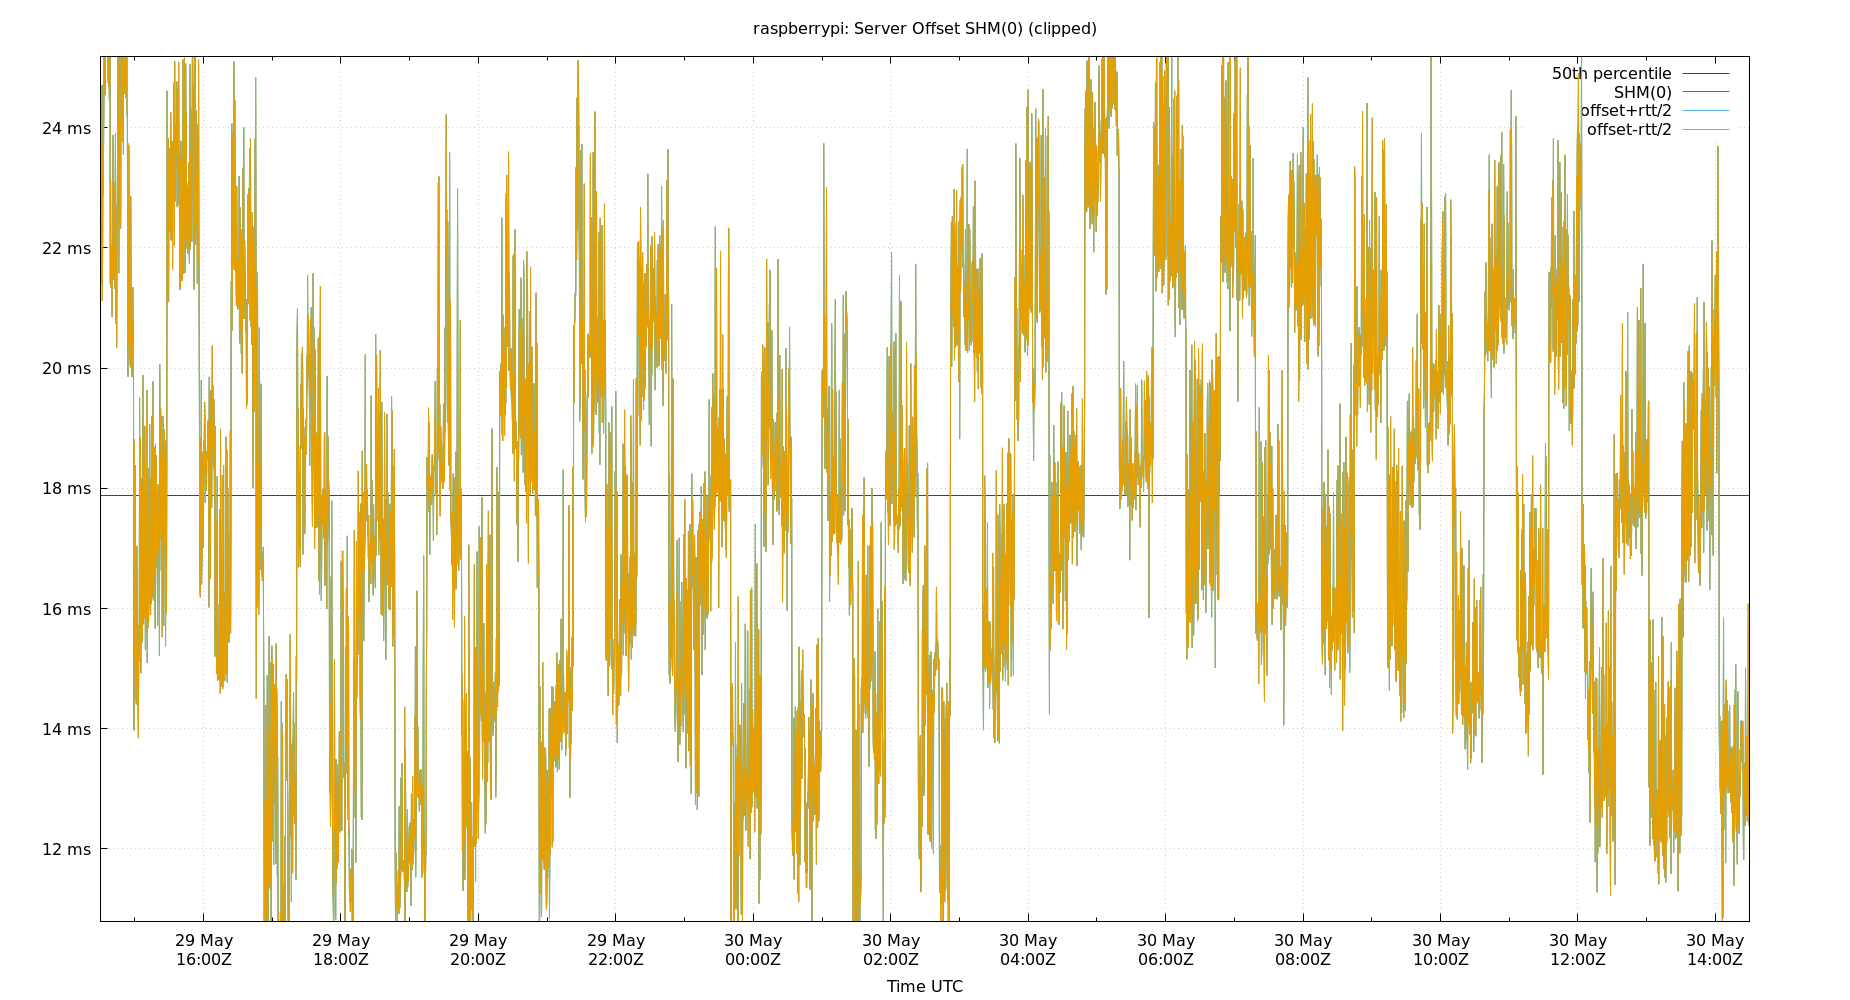 raspberrypi: Server Offset SHM(0) (clipped)
50th percentile
SHM(0)
offset+rtt/2
offset-rtt/2
24 ms
22 ms
20 ms
18 ms
16 ms
14 ms
12 ms
29 May 29 May 29 May 29 May 30 May 30 May 30 May 30 May 30 May 30 May 30 May 30 May
16:00Z 18:00Z 20:00Z 22:00Z 00:00Z 02:00Z 04:00Z 06:00Z 08:00Z 10:00Z 12:00Z 14:00Z
Time UTC